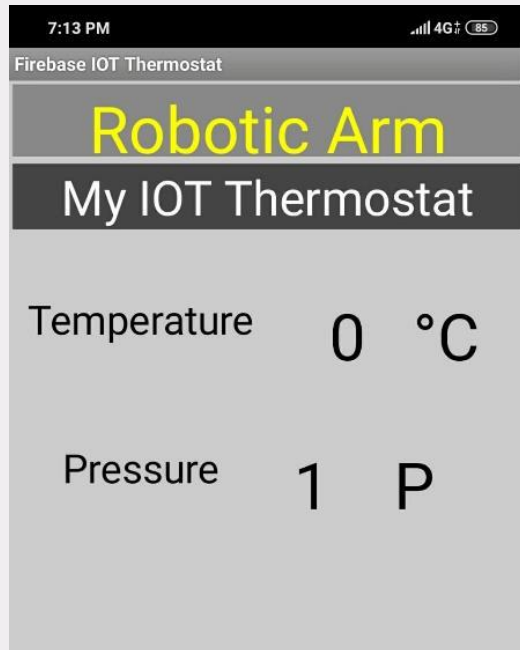 7:13 PM 4G+ 85
Firebase IOT Thermostat
Robotic Arm
My IOT Thermostat
Temperature 0 °C
Pressure 1 P